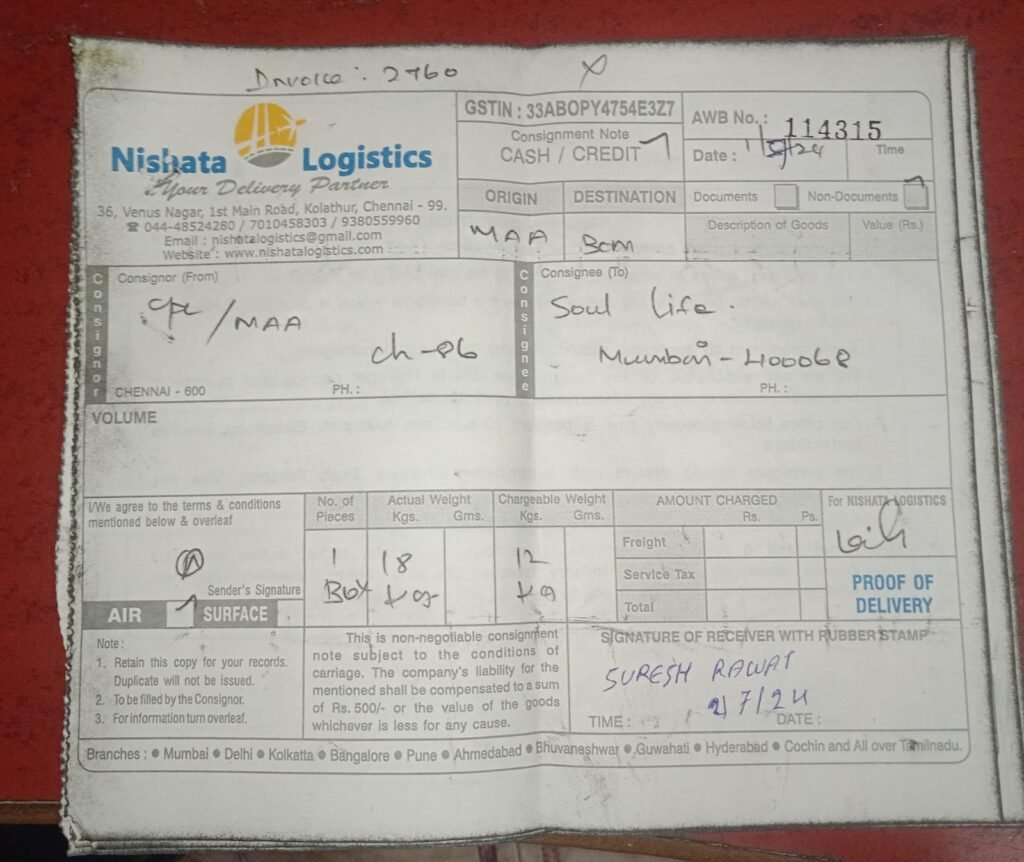 Invoice : 2760
Nishata Logistics
Your Delivery Partner
36, Venus Nagar, 1st Main Road, Kolathur, Chennai - 99.
☎ 044-48524280 / 7010458303 / 9380559960
Email : nishatalogistics@gmail.com
Website : www.nishatalogistics.com
GSTIN : 33ABOPY4754E3Z7
Consignment Note
CASH / CREDIT
AWB No. : 114315
Date : /24
Time
ORIGIN
DESTINATION
Documents
Non-Documents
MAA
BOM
Description of Goods
Value (Rs.)
Consignor
Consignor (From)
/MAA
Ch-06
CHENNAI - 600
PH. :
Consignee
Consignee (To)
Soul Life .
Mumbai - 400068
PH. :
VOLUME
I/We agree to the terms & conditions
mentioned below & overleaf
Sender's Signature
AIR
SURFACE
No. of
Pieces
1
Box
Actual Weight
Kgs. Gms.
18
Kgs
Chargeable Weight
Kgs. Gms.
12
Kg
AMOUNT CHARGED
Rs. Ps.
Freight
Service Tax
Total
For NISHATA LOGISTICS
PROOF OF
DELIVERY
Note :
1. Retain this copy for your records.
Duplicate will not be issued.
2. To be filled by the Consignor.
3. For information turn overleaf.
This is non-negotiable consignment
note subject to the conditions of
carriage. The company's liability for the
mentioned shall be compensated to a sum
of Rs. 500/- or the value of the goods
whichever is less for any cause.
SIGNATURE OF RECEIVER WITH RUBBER STAMP
SURESH RAWAT
2/7/24
TIME :
DATE :
Branches : ● Mumbai ● Delhi ● Kolkatta ● Bangalore ● Pune ● Ahmedabad ● Bhuvaneshwar ● Guwahati ● Hyderabad ● Cochin and All over Tamilnadu.